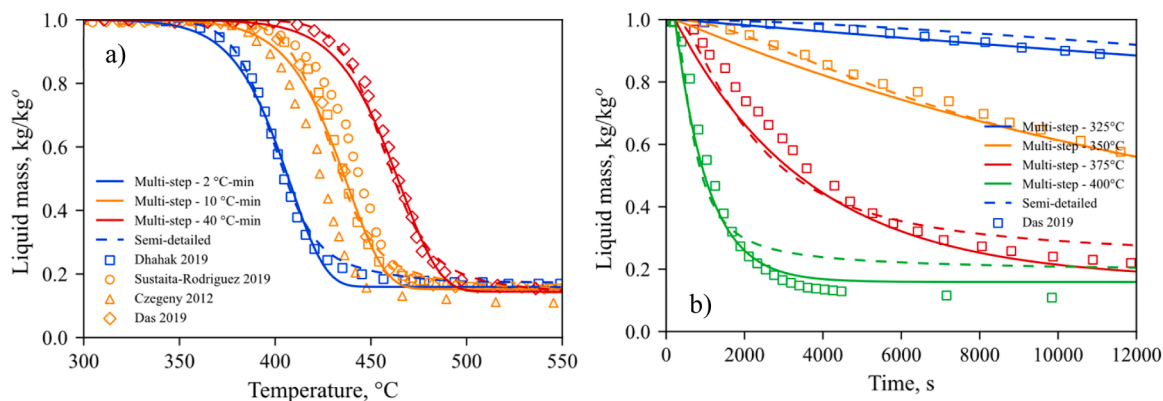 a)
Liquid mass, kg/kg⁰
1.0
0.8
0.6
0.4
0.2
0.0
Multi-step - 2 °C-min
Multi-step - 10 °C-min
Multi-step - 40 °C-min
Semi-detailed
Dhahak 2019
Sustaita-Rodriguez 2019
Czegeny 2012
Das 2019
300 350 400 450 500 550
Temperature, °C
b)
Liquid mass, kg/kg⁰
1.0
0.8
0.6
0.4
0.2
0.0
Multi-step - 325°C
Multi-step - 350°C
Multi-step - 375°C
Multi-step - 400°C
Semi-detailed
Das 2019
0 2000 4000 6000 8000 10000 12000
Time, s